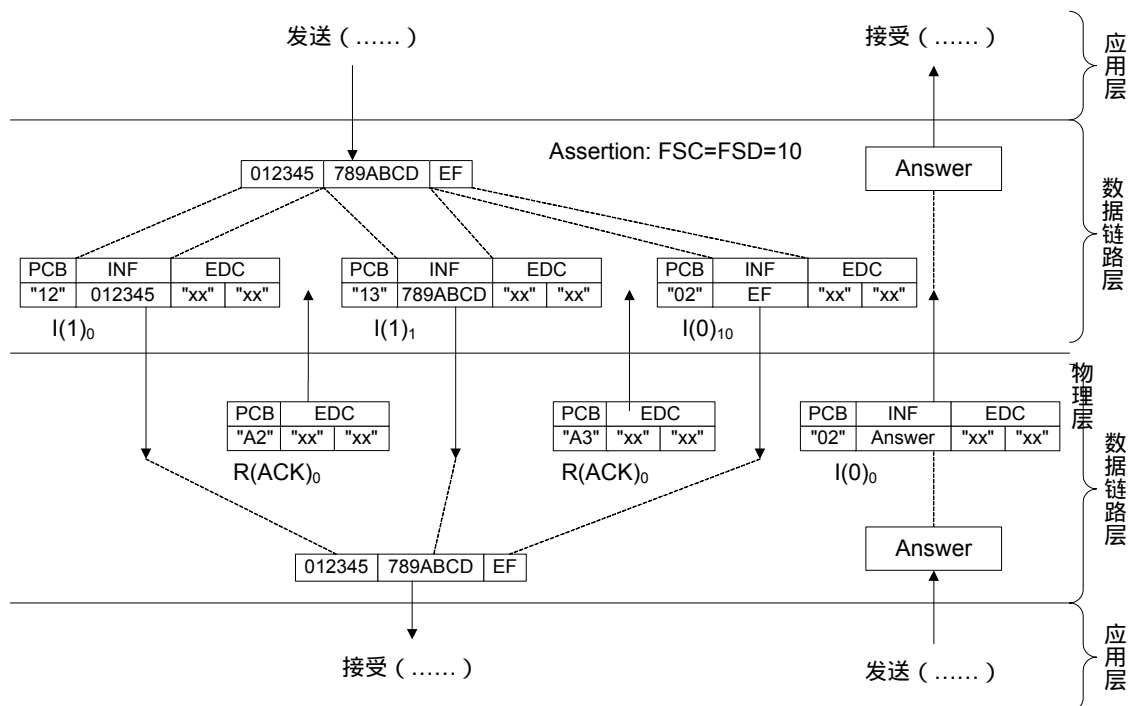 发送（……）
接受（……）
应用层
Assertion: FSC=FSD=10
Answer
012345 789ABCD EF
数据链路层
PCB INF EDC
"12" 012345 "xx" "xx"
I(1)0
PCB INF EDC
"13" 789ABCD "xx" "xx"
I(1)1
PCB INF EDC
"02" EF "xx" "xx"
I(0)10
物理层
PCB EDC
"A2" "xx" "xx"
R(ACK)0
PCB EDC
"A3" "xx" "xx"
R(ACK)0
PCB INF EDC
"02" Answer "xx" "xx"
I(0)0
数据链路层
Answer
012345 789ABCD EF
接受（……）
发送（……）
应用层